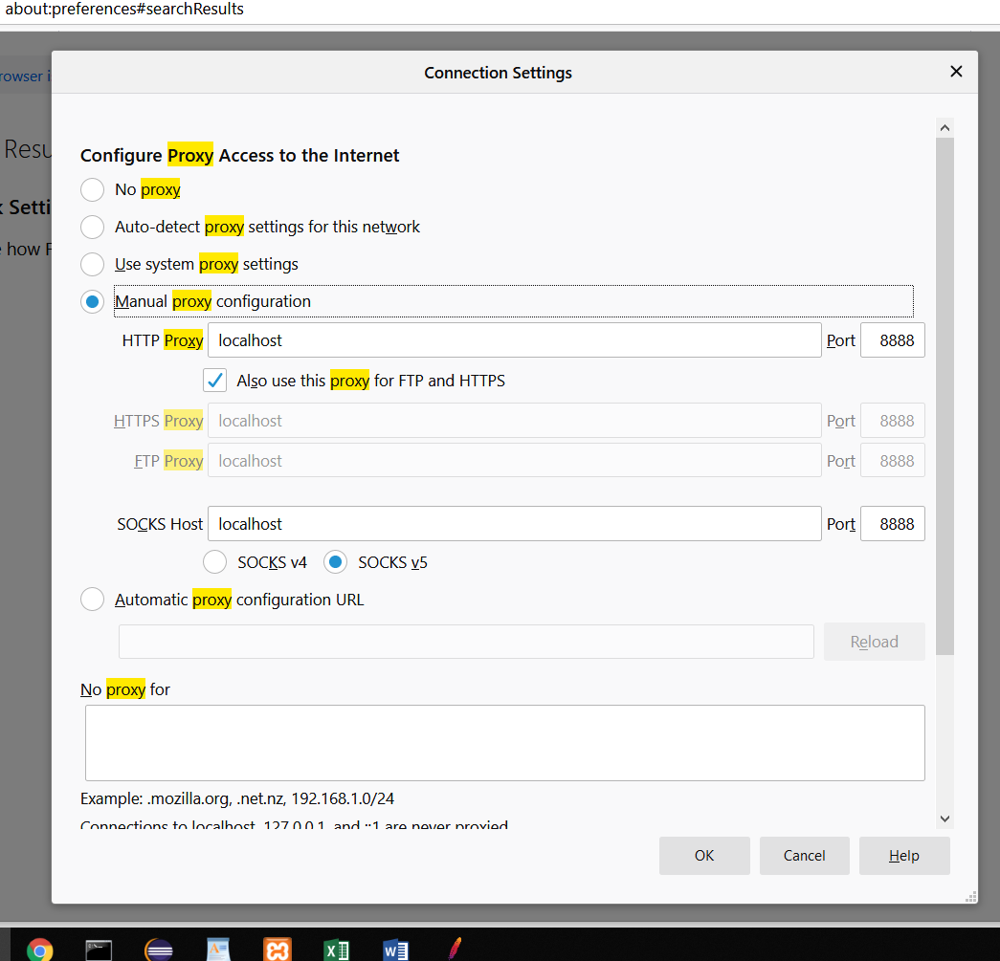 about:preferences#searchResults
Connection Settings
rowser i
Resu
Configure Proxy Access to the Internet
No proxy
k Setti
Auto-detect proxy settings for this network
e how F
Use system proxy settings
Manual proxy configuration
HTTP Proxy localhost Port 8888
Also use this proxy for FTP and HTTPS
HTTPS Proxy localhost Port 8888
FTP Proxy localhost Port 8888
SOCKS Host localhost Port 8888
SOCKS v4 SOCKS v5
Automatic proxy configuration URL
Reload
No proxy for
Example: .mozilla.org, .net.nz, 192.168.1.0/24
Connections to localhost, 127.0.0.1, and ::1 are never proxied
OK Cancel Help